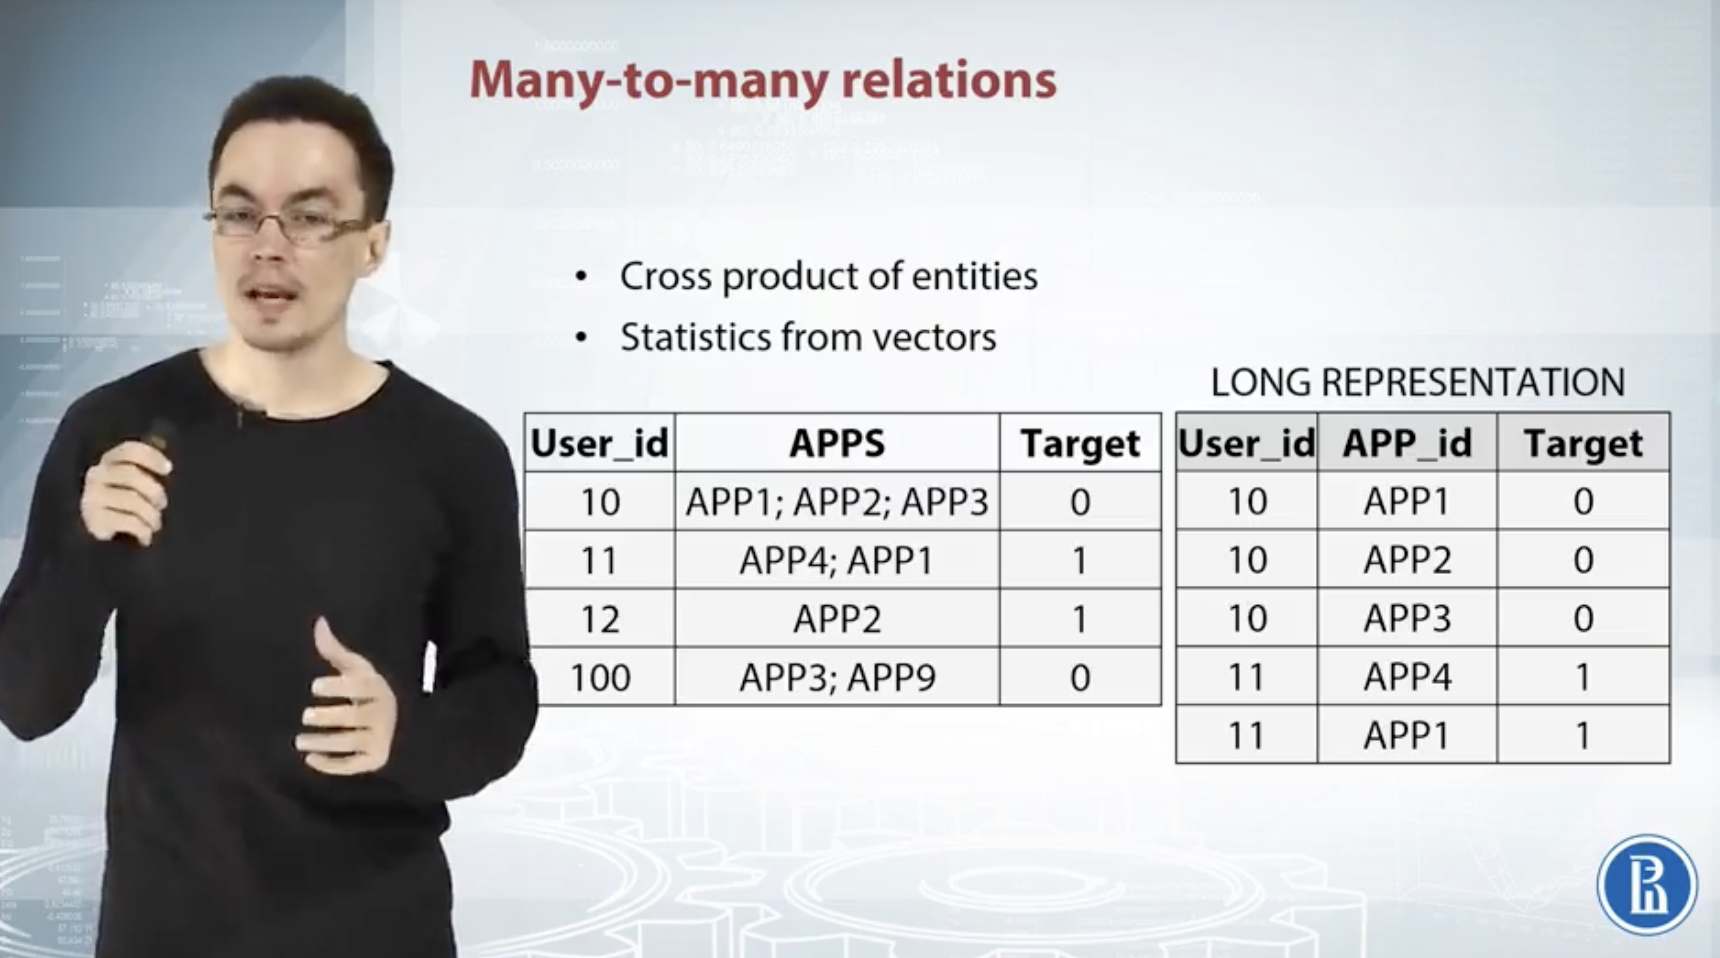 Many-to-many relations
• Cross product of entities
• Statistics from vectors
User_id APPS Target
10 APP1; APP2; APP3 0
11 APP4; APP1 1
12 APP2 1
100 APP3; APP9 0
LONG REPRESENTATION
User_id APP_id Target
10 APP1 0
10 APP2 0
10 APP3 0
11 APP4 1
11 APP1 1